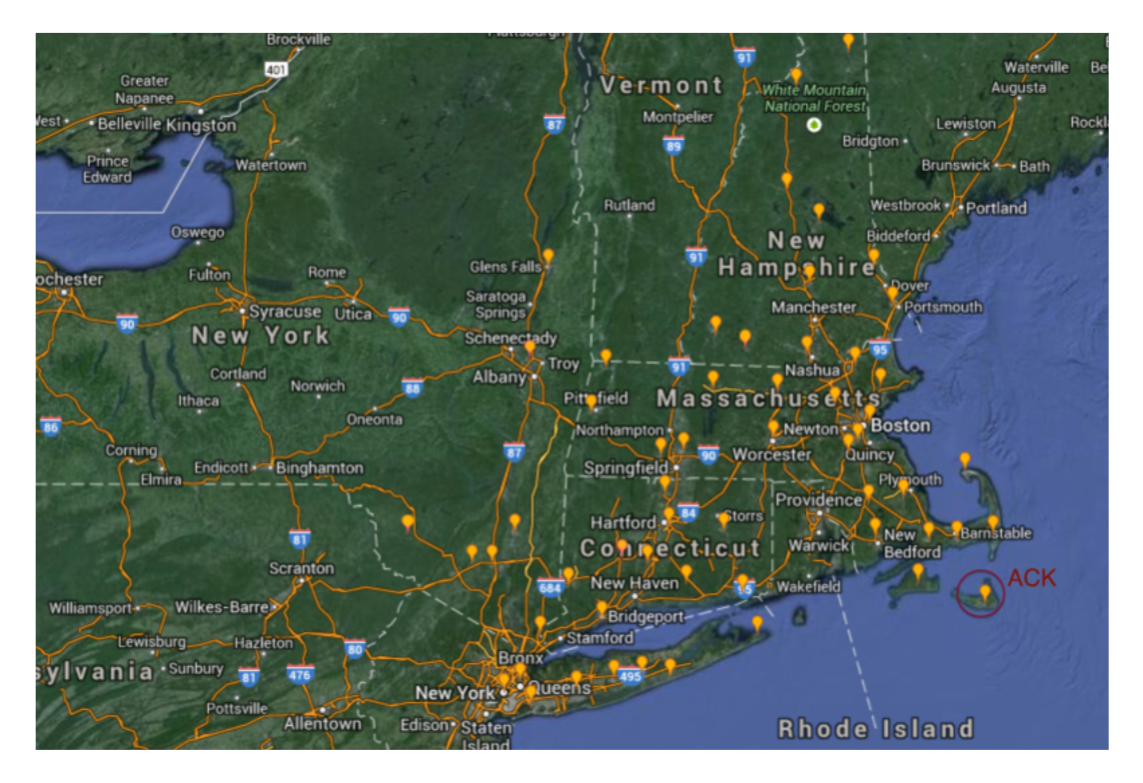 Brockville
401
Greater
Napanee
Belleville
Kingston
Prince
Edward
Watertown
87
Vermont
Montpelier
89
91
White Mountain
National Forest
Waterville
Augusta
Lewiston
Bridgton
Brunswick
Bath
Rutland
Westbrook
Portland
Biddeford
Oswego
Fulton
Rome
Glens Falls
91
New
Hampshire
Dover
Portsmouth
Syracuse
Utica
90
90
Saratoga
Springs
Manchester
New York
Schenectady
Troy
Albany
91
Nashua
95
Cortland
Norwich
88
Ithaca
Oneonta
Pittsfield
Massachusetts
86
Northampton
Newton
Boston
Corning
Elmira
Endicott
Binghamton
87
Springfield
90
Worcester
Quincy
Plymouth
Providence
81
Hartford
84
Storrs
Connecticut
Warwick
New
Bedford
Barnstable
Scranton
684
New Haven
95
Wakefield
ACK
Williamsport
Wilkes-Barre
Bridgeport
Stamford
Lewisburg
Sunbury
Hazleton
80
Bronx
sylvania
81
476
495
New York
Queens
Pottsville
Allentown
Edison
Staten
Island
Rhode Island